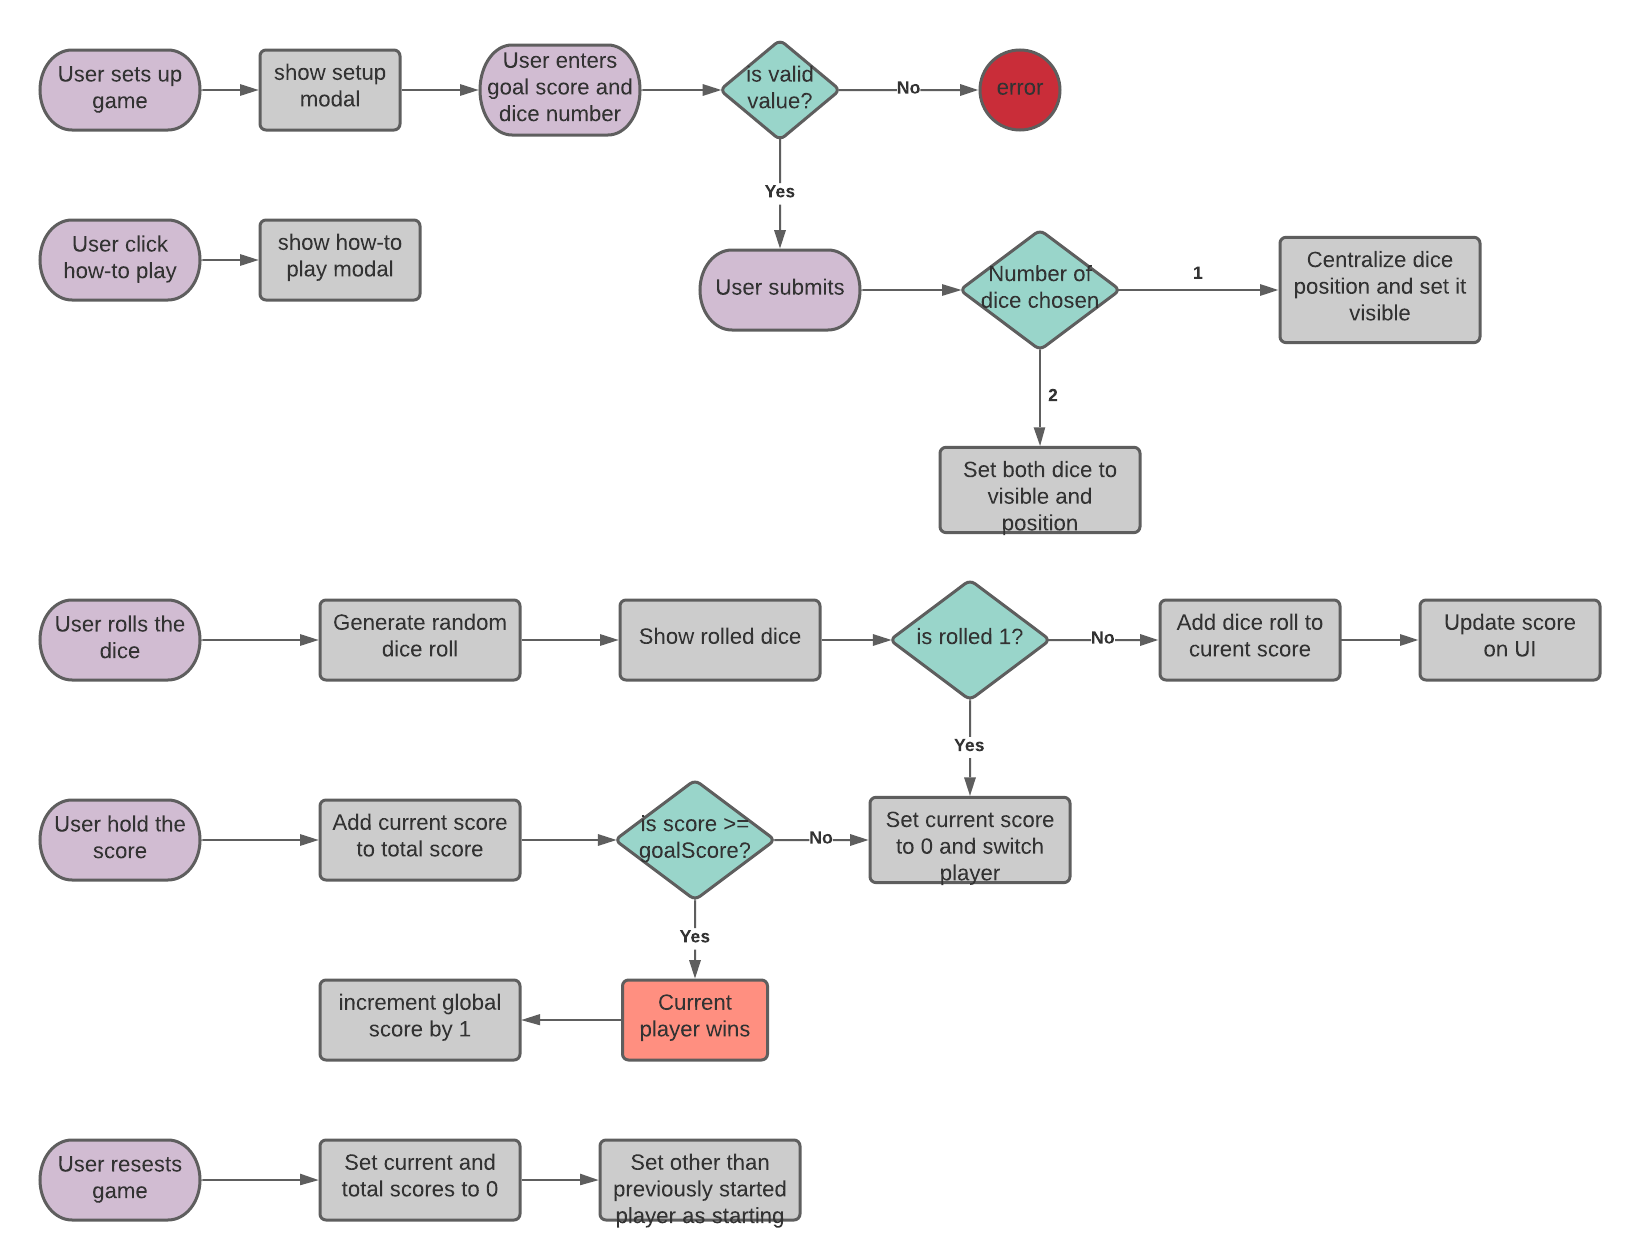 User sets up
game
show setup
modal
User enters
goal score and
dice number
is valid
value?
No
error
Yes
User click
how-to play
show how-to
play modal
User submits
Number of
dice chosen
1
Centralize dice
position and set it
visible
2
Set both dice to
visible and
position
User rolls the
dice
Generate random
dice roll
Show rolled dice
is rolled 1?
No
Add dice roll to
curent score
Update score
on UI
Yes
User hold the
score
Add current score
to total score
is score >=
goalScore?
No
Set current score
to 0 and switch
player
Yes
increment global
score by 1
Current
player wins
User resests
game
Set current and
total scores to 0
Set other than
previously started
player as starting